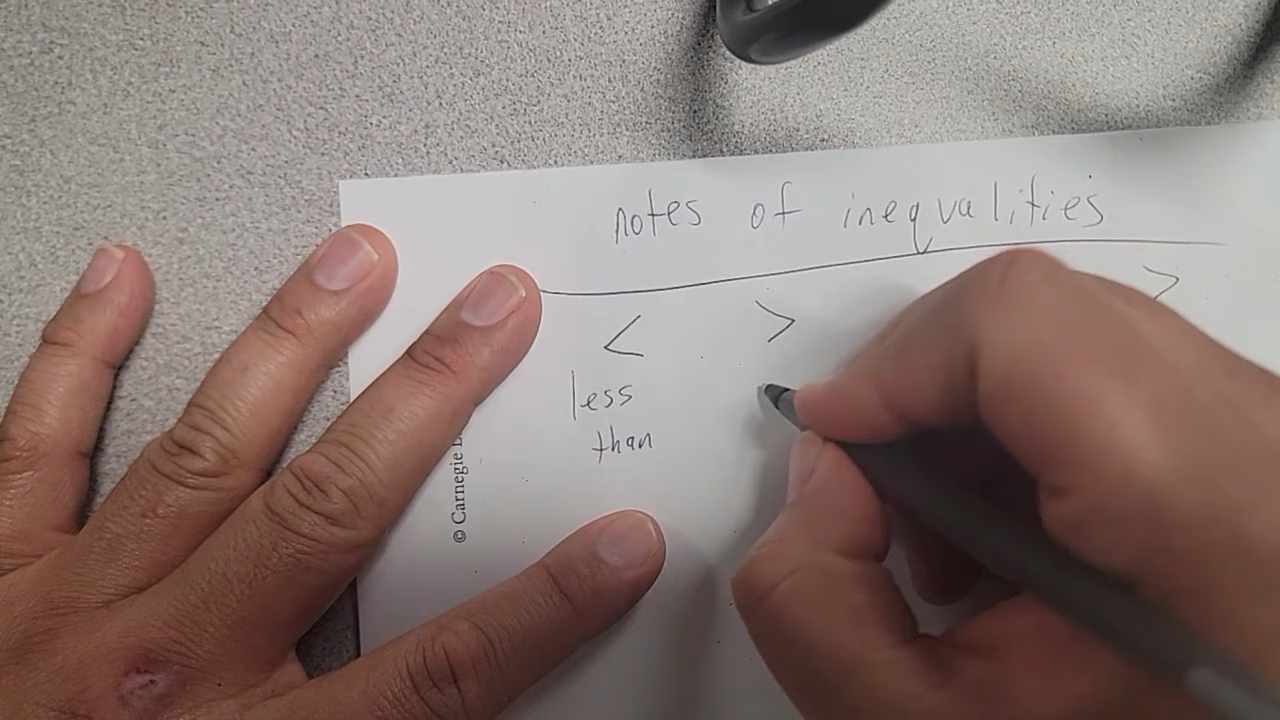 notes of inequalities
< > >
less
than
© Carnegie